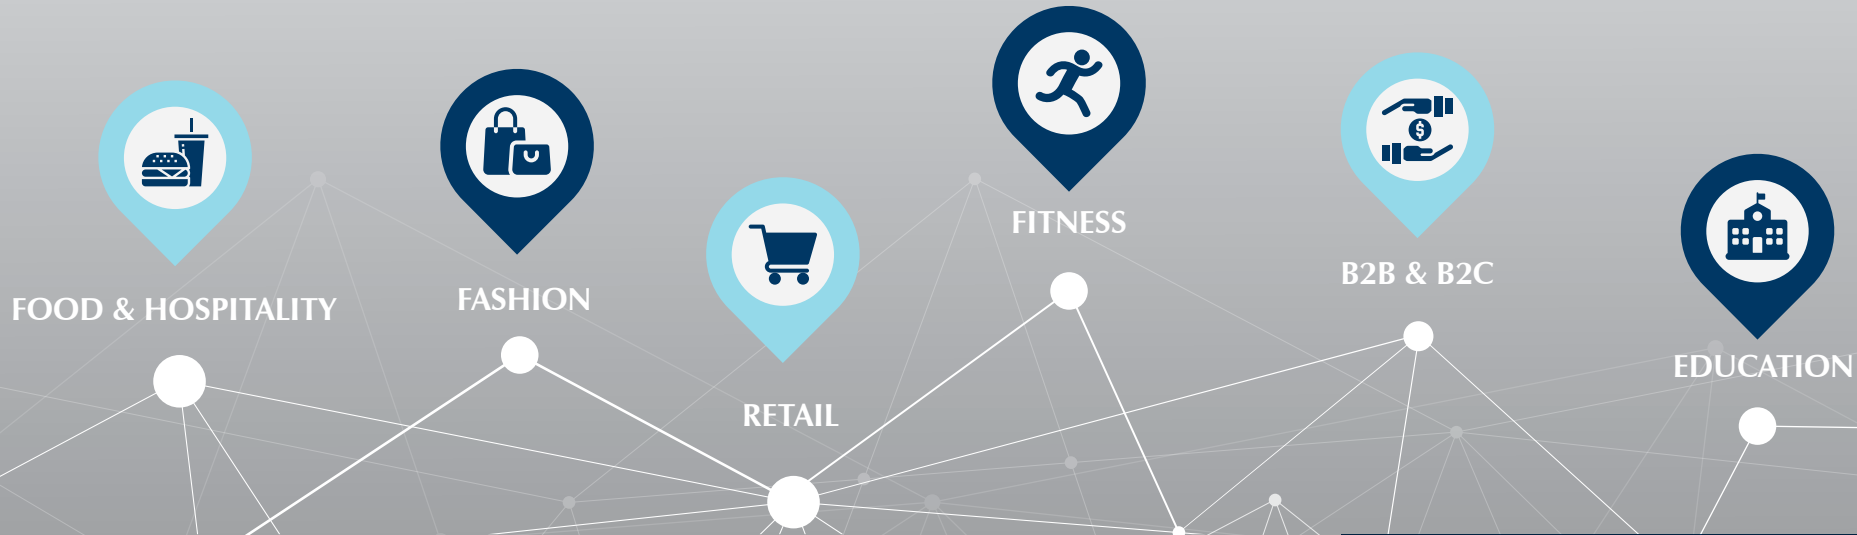 FOOD & HOSPITALITY
FASHION
RETAIL
FITNESS
B2B & B2C
$
EDUCATION